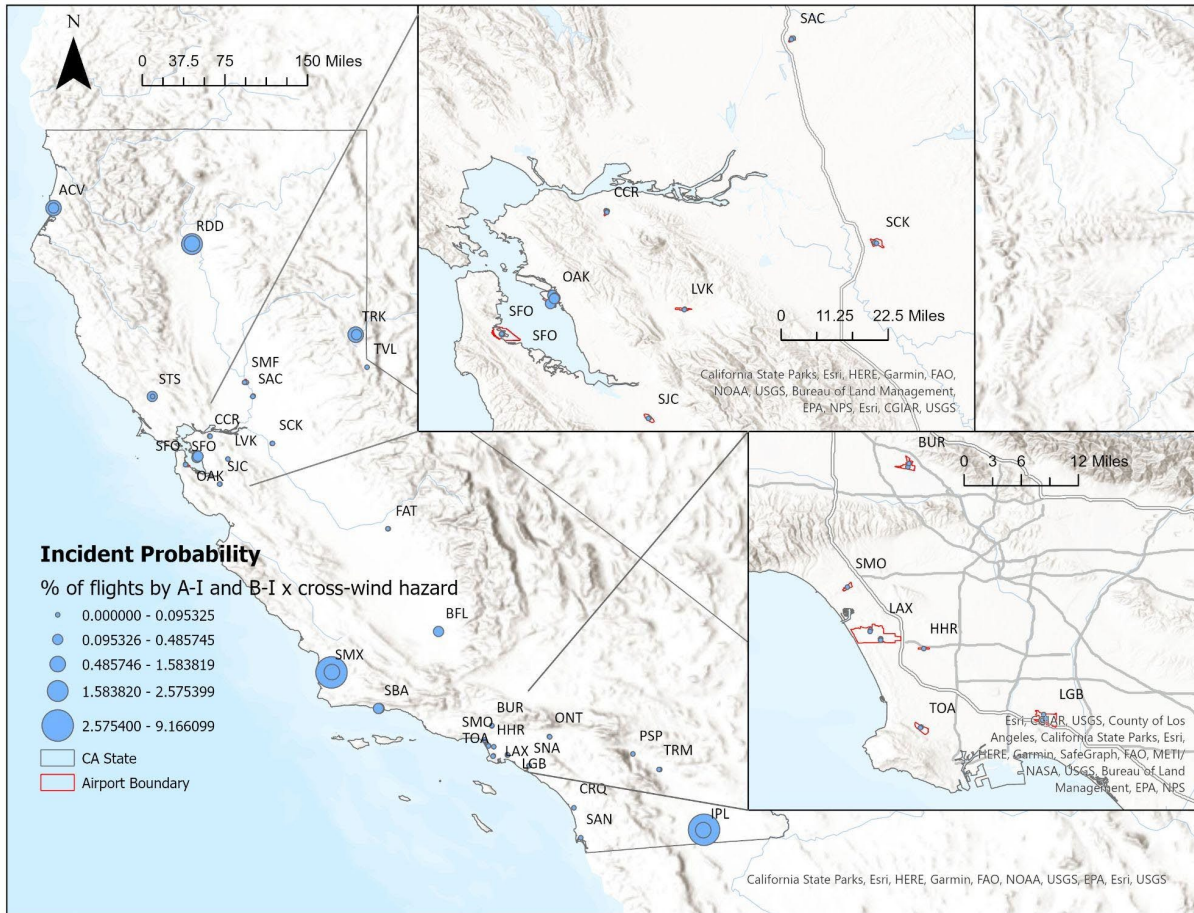 N
0 37.5 75 150 Miles
ACV
RDD
TRK
TVL
SMF
SAC
STS
CCR
SCK
SFO
SFO
LVK
OAK
SJC
FAT
BFL
SMX
SBA
BUR
SMO
HHR
ONT
TOA
LAX
SNA
LGB
PSP
TRM
CRQ
SAN
IPL
Incident Probability
% of flights by A-I and B-I x cross-wind hazard
0.000000 - 0.095325
0.095326 - 0.485745
0.485746 - 1.583819
1.583820 - 2.575399
2.575400 - 9.166099
CA State
Airport Boundary
SAC
CCR
SCK
OAK
LVK
SFO
SFO
SJC
0 11.25 22.5 Miles
California State Parks, Esri, HERE, Garmin, FAO,
NOAA, USGS, Bureau of Land Management,
EPA, NPS, Esri, CGIAR, USGS
BUR
0 3 6 12 Miles
SMO
LAX
HHR
TOA
LGB
Esri, CGIAR, USGS, County of Los
Angeles, California State Parks, Esri,
HERE, Garmin, SafeGraph, FAO, METI/
NASA, USGS, Bureau of Land
Management, EPA, NPS
California State Parks, Esri, HERE, Garmin, FAO, NOAA, USGS, EPA, Esri, USGS